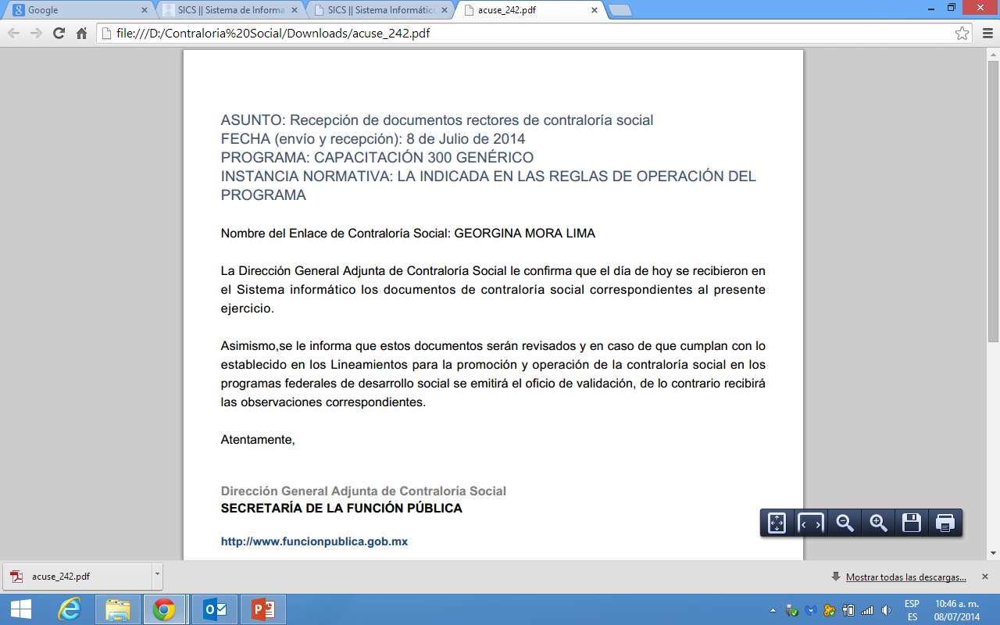 Google
SICS || Sistema de Informa
SICS || Sistema Informátic
acuse_242.pdf
file:///D:/Contraloria%20Social/Downloads/acuse_242.pdf
ASUNTO: Recepción de documentos rectores de contraloría social
FECHA (envío y recepción): 8 de Julio de 2014
PROGRAMA: CAPACITACIÓN 300 GENÉRICO
INSTANCIA NORMATIVA: LA INDICADA EN LAS REGLAS DE OPERACIÓN DEL
PROGRAMA
Nombre del Enlace de Contraloría Social: GEORGINA MORA LIMA
La Dirección General Adjunta de Contraloría Social le confirma que el día de hoy se recibieron en
el Sistema informático los documentos de contraloría social correspondientes al presente
ejercicio.
Asimismo,se le informa que estos documentos serán revisados y en caso de que cumplan con lo
establecido en los Lineamientos para la promoción y operación de la contraloría social en los
programas federales de desarrollo social se emitirá el oficio de validación, de lo contrario recibirá
las observaciones correspondientes.
Atentamente,
Dirección General Adjunta de Contraloría Social
SECRETARÍA DE LA FUNCIÓN PÚBLICA
http://www.funcionpublica.gob.mx
acuse_242.pdf
Mostrar todas las descargas...
ESP
ES
10:46 a. m.
08/07/2014